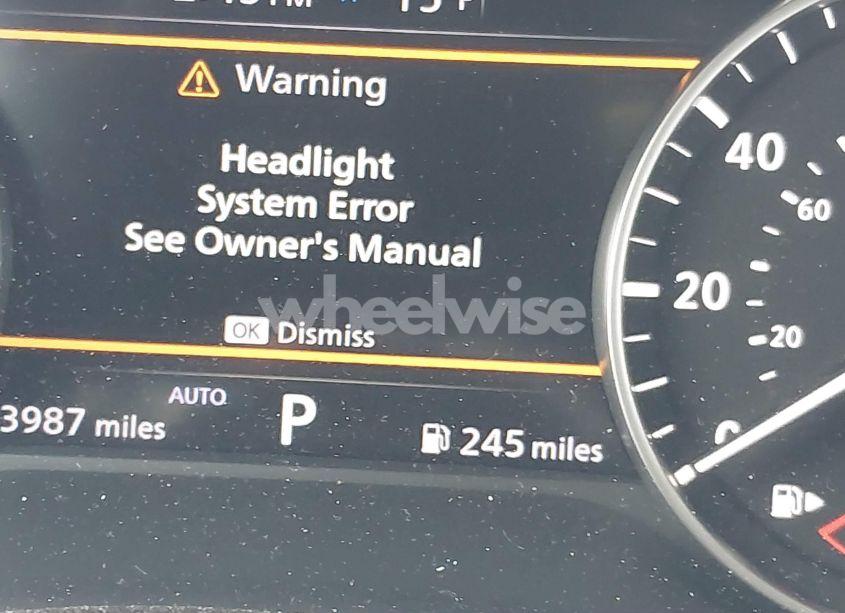 Warning
Headlight
System Error
See Owner's Manual
wheelwise
OK Dismiss
AUTO
3987 miles P 245 miles
40
60
20
20
0